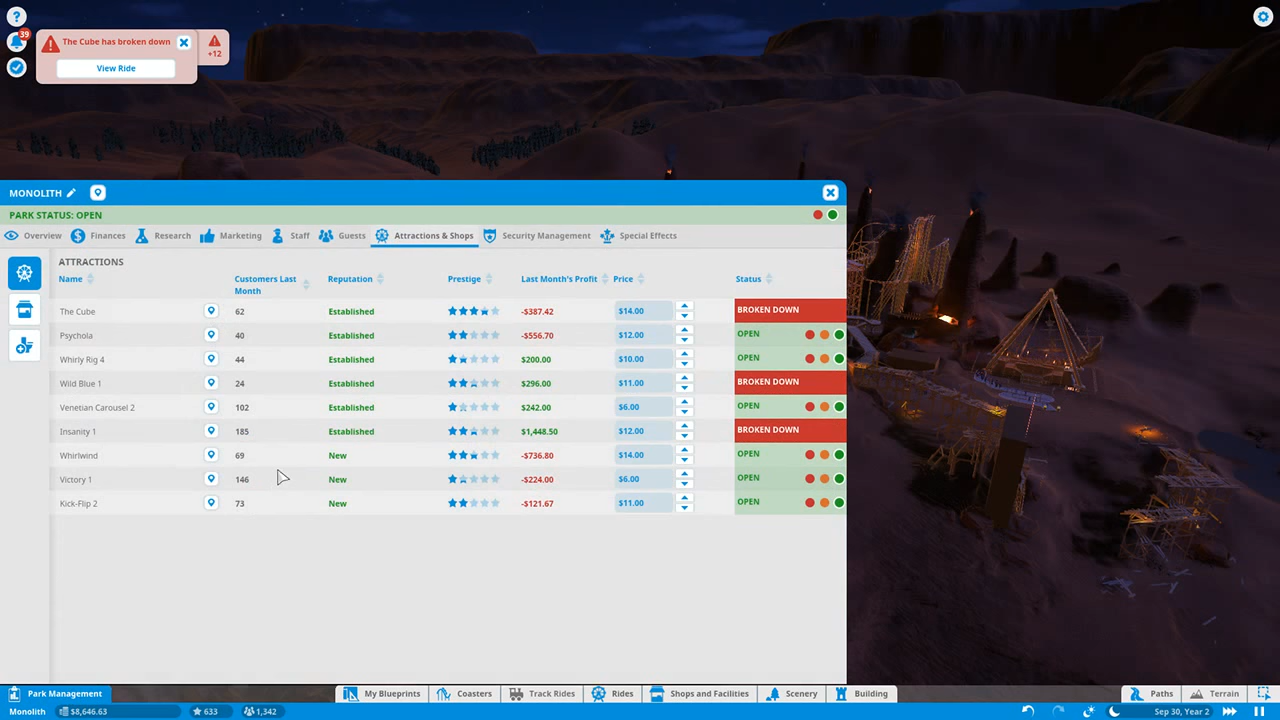 ?
39
The Cube has broken down
+12
View Ride
MONOLITH
PARK STATUS: OPEN
Overview Finances Research Marketing Staff Guests Attractions & Shops Security Management Special Effects
ATTRACTIONS
Name Customers Last Month Reputation Prestige Last Month's Profit Price Status
The Cube 62 Established -$387.42 $14.00 BROKEN DOWN
Psychola 40 Established -$556.70 $12.00 OPEN
Whirly Rig 4 44 Established $200.00 $10.00 OPEN
Wild Blue 1 24 Established $296.00 $11.00 BROKEN DOWN
Venetian Carousel 2 102 Established $242.00 $6.00 OPEN
Insanity 1 185 Established $1,448.50 $12.00 BROKEN DOWN
Whirlwind 69 New -$736.80 $14.00 OPEN
Victory 1 146 New -$224.00 $6.00 OPEN
Kick-Flip 2 73 New -$121.67 $11.00 OPEN
Park Management My Blueprints Coasters Track Rides Rides Shops and Facilities Scenery Building Paths Terrain
Monolith $8,646.63 633 1,342 Sep 30, Year 2